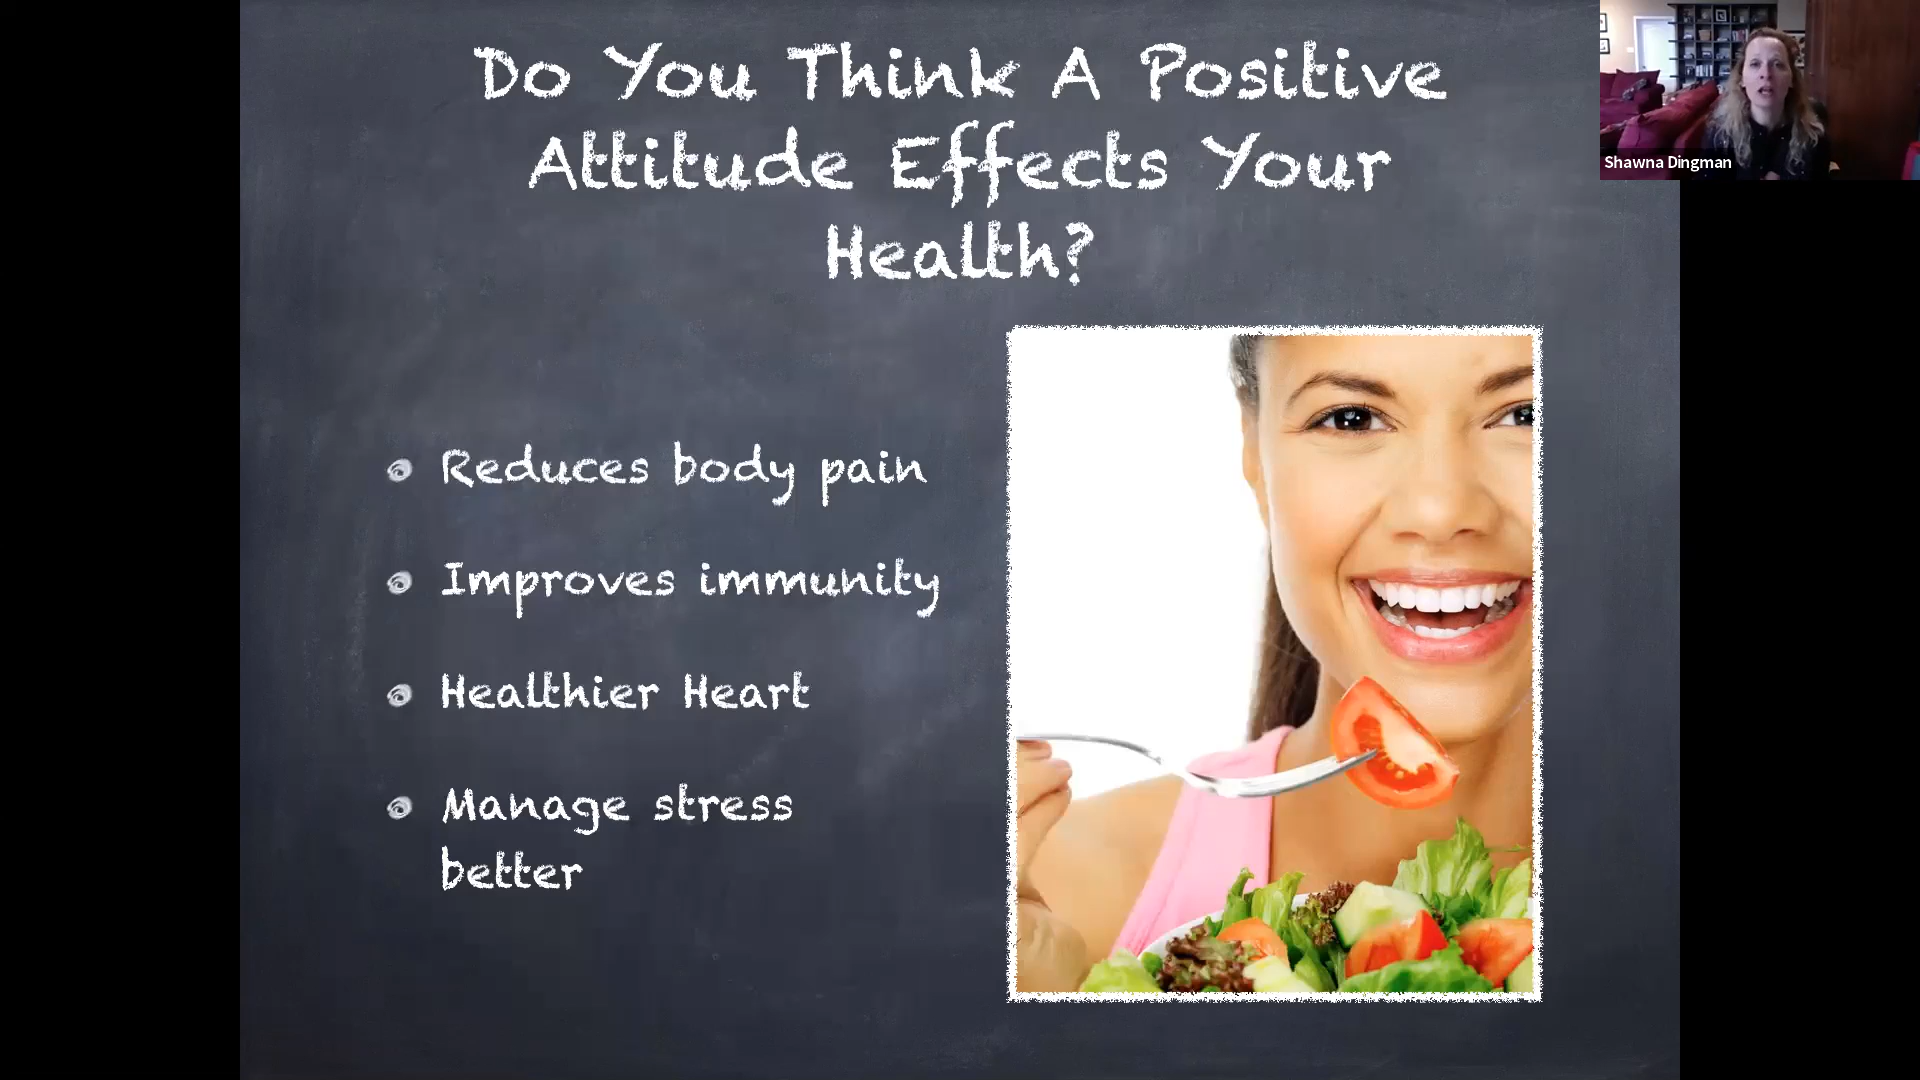 Do You Think A Positive
Attitude Effects Your
Health?
Shawna Dingman
Reduces body pain
Improves immunity
Healthier Heart
Manage stress
better